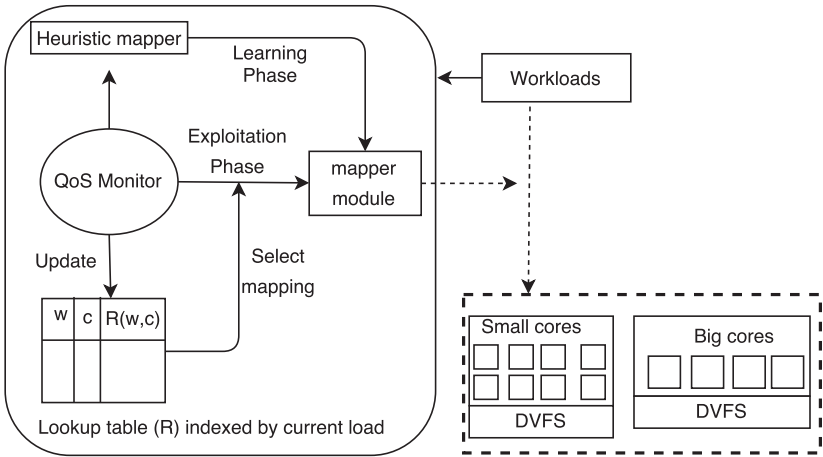 Heuristic mapper
Learning
Phase
Workloads
Exploitation
Phase
QoS Monitor
mapper
module
Update
Select
mapping
w c R(w,c)
Small cores
Big cores
DVFS
DVFS
Lookup table (R) indexed by current load